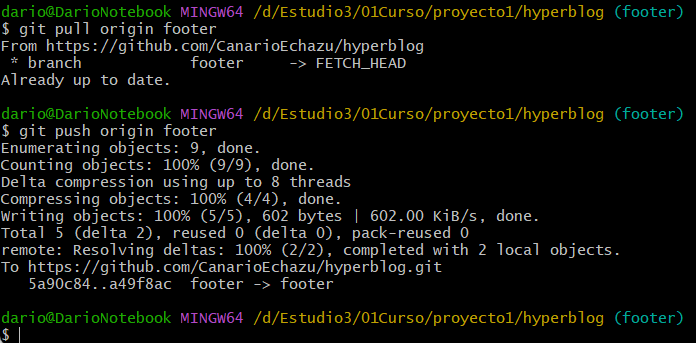 dario@DarioNotebook MINGW64 /d/Estudio3/01Curso/proyecto1/hyperblog (footer)
$ git pull origin footer
From https://github.com/CanarioEchazu/hyperblog
 * branch            footer     -> FETCH_HEAD
Already up to date.

dario@DarioNotebook MINGW64 /d/Estudio3/01Curso/proyecto1/hyperblog (footer)
$ git push origin footer
Enumerating objects: 9, done.
Counting objects: 100% (9/9), done.
Delta compression using up to 8 threads
Compressing objects: 100% (4/4), done.
Writing objects: 100% (5/5), 602 bytes | 602.00 KiB/s, done.
Total 5 (delta 2), reused 0 (delta 0), pack-reused 0
remote: Resolving deltas: 100% (2/2), completed with 2 local objects.
To https://github.com/CanarioEchazu/hyperblog.git
   5a90c84..a49f8ac  footer -> footer

dario@DarioNotebook MINGW64 /d/Estudio3/01Curso/proyecto1/hyperblog (footer)
$